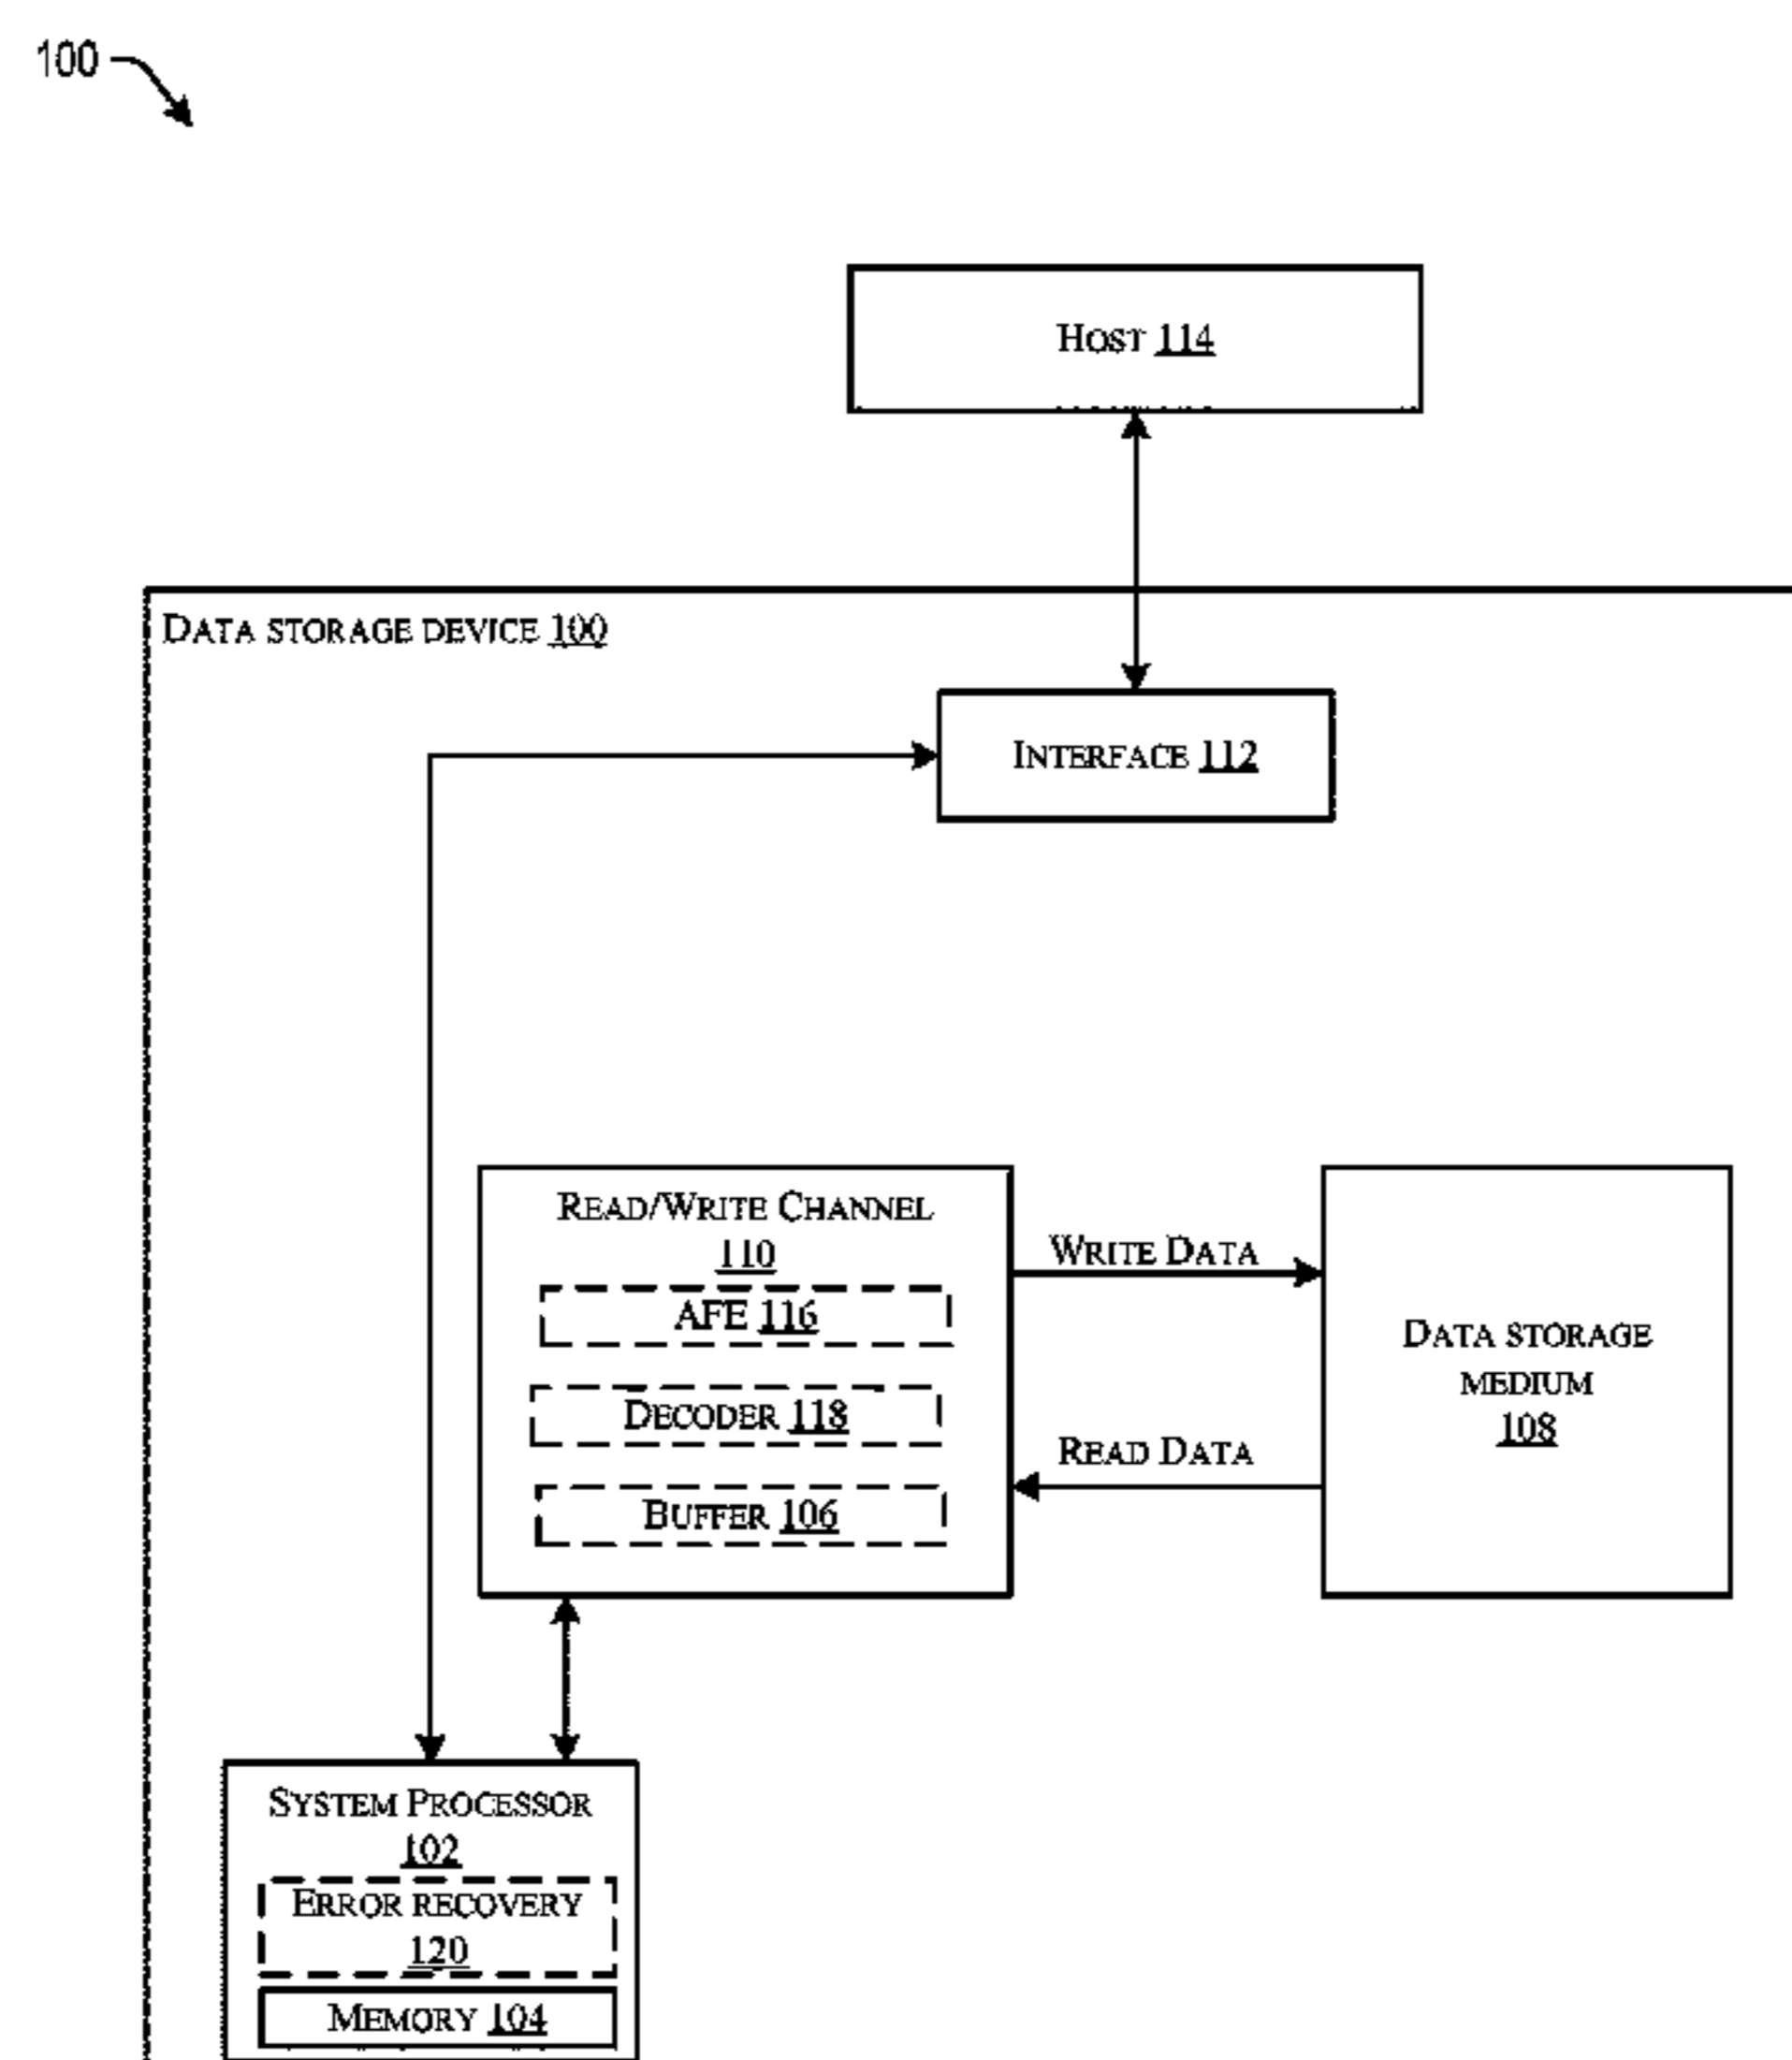 100
HOST 114
DATA STORAGE DEVICE 100
INTERFACE 112
READ/WRITE CHANNEL
110
AFE 116
DECODER 118
BUFFER 106
WRITE DATA
READ DATA
DATA STORAGE
MEDIUM
108
SYSTEM PROCESSOR
102
ERROR RECOVERY
120
MEMORY 104